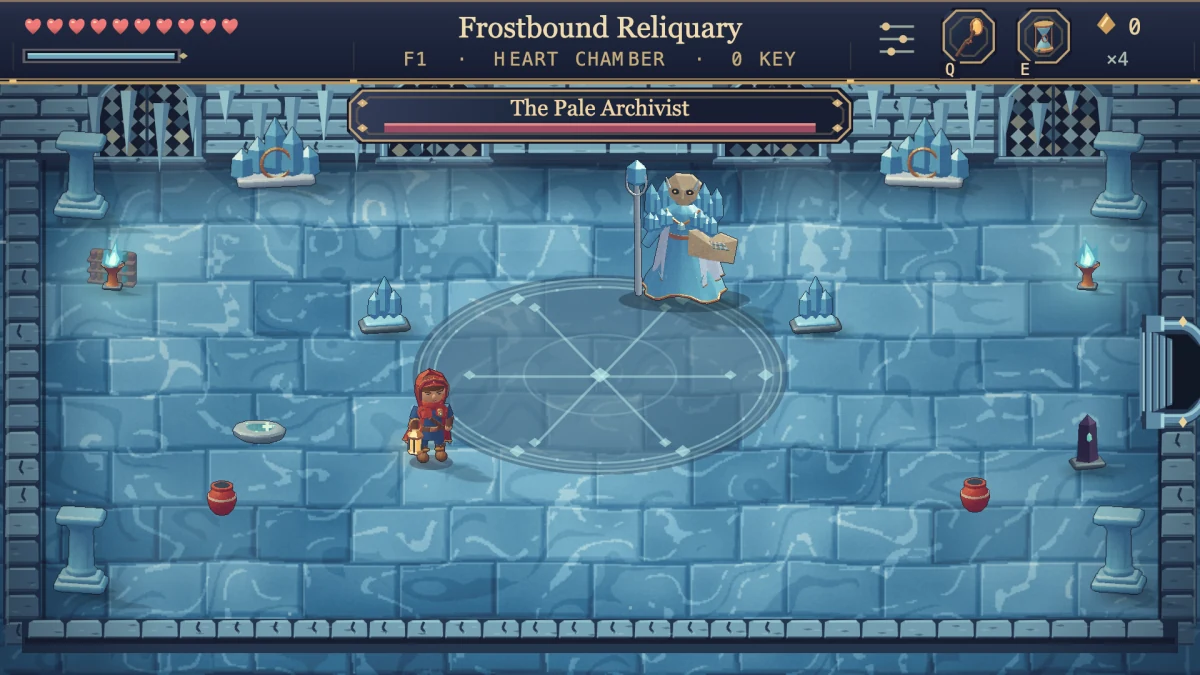 Frostbound Reliquary
F1 · HEART CHAMBER · 0 KEY
Q
E
0
×4
The Pale Archivist